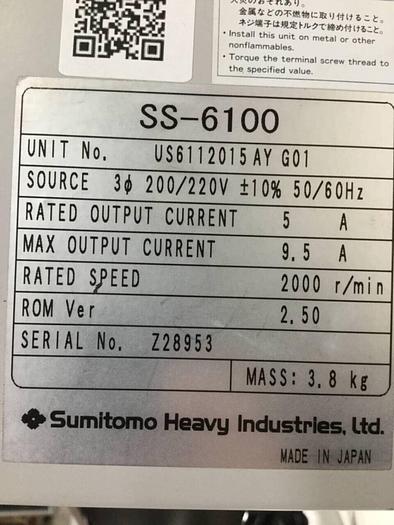 金属などの不燃物に取り付けること。
ネジ端子は規定トルクで締め付けること。
• Install this unit on metal or other
nonflammables.
• Torque the terminal screw thread to
the specified value.
SS-6100
UNIT No. US6112015AY G01
SOURCE 3ϕ 200/220V ±10% 50/60Hz
RATED OUTPUT CURRENT 5 A
MAX OUTPUT CURRENT 9.5 A
RATED SPEED 2000 r/min
ROM Ver 2.50
SERIAL No. Z28953
MASS: 3.8 kg
Sumitomo Heavy Industries, Ltd.
MADE IN JAPAN